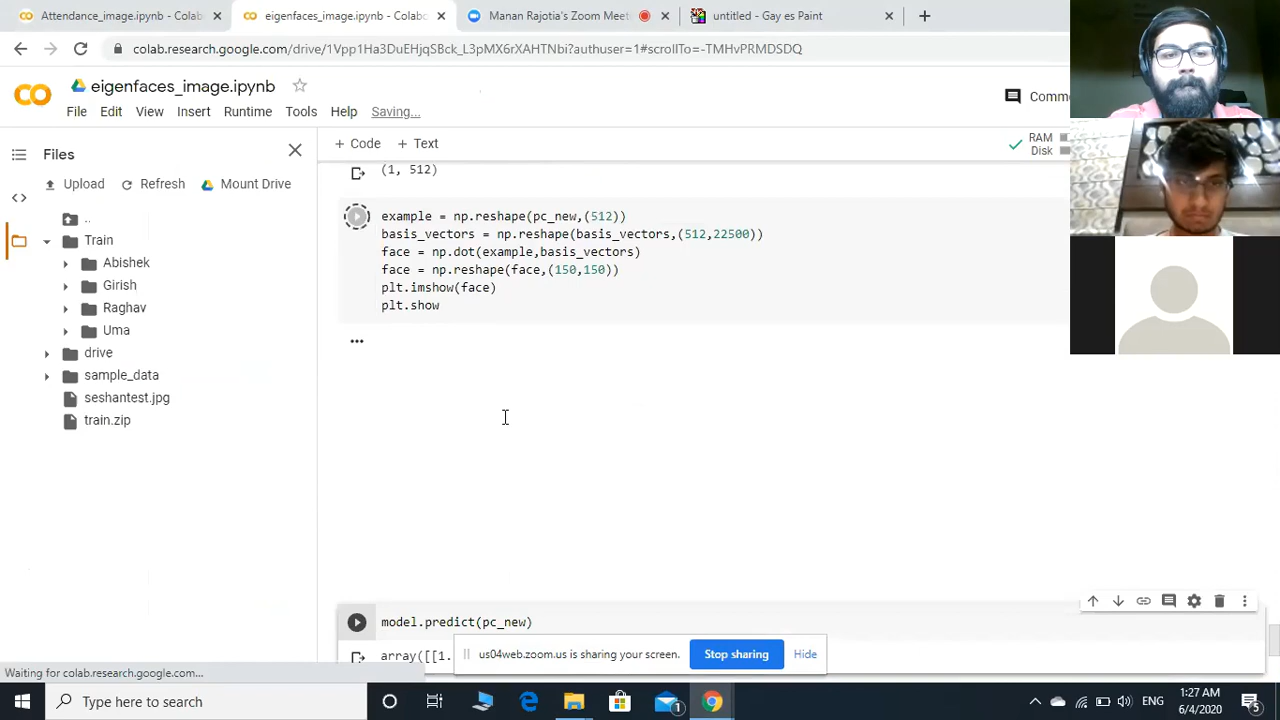 Attendance_image.ipynb - Colab
eigenfaces_image.ipynb - Colabo
Manan Rajotia's Zoom Meet
untitled - Gay es Paint
colab.research.google.com/drive/1Vpp1Ha3DuEHjqSBck_L3pMX6rXAHTNbi?authuser=1#scrollTo=-TMHvPRMDSDQ
eigenfaces_image.ipynb
Comme
File Edit View Insert Runtime Tools Help Saving...
Files
+ Code + Text
RAM
Disk
Upload Refresh Mount Drive
..
Train
Abishek
Girish
Raghav
Uma
drive
sample_data
seshantest.jpg
train.zip
(1, 512)
example = np.reshape(pc_new,(512))
basis_vectors = np.reshape(basis_vectors,(512,22500))
face = np.dot(example,basis_vectors)
face = np.reshape(face,(150,150))
plt.imshow(face)
plt.show
model.predict(pc_new)
array([[1.
us04web.zoom.us is sharing your screen. Stop sharing Hide
Waiting for colab.research.google.com...
Type here to search
1
ENG
1:27 AM
6/4/2020
5